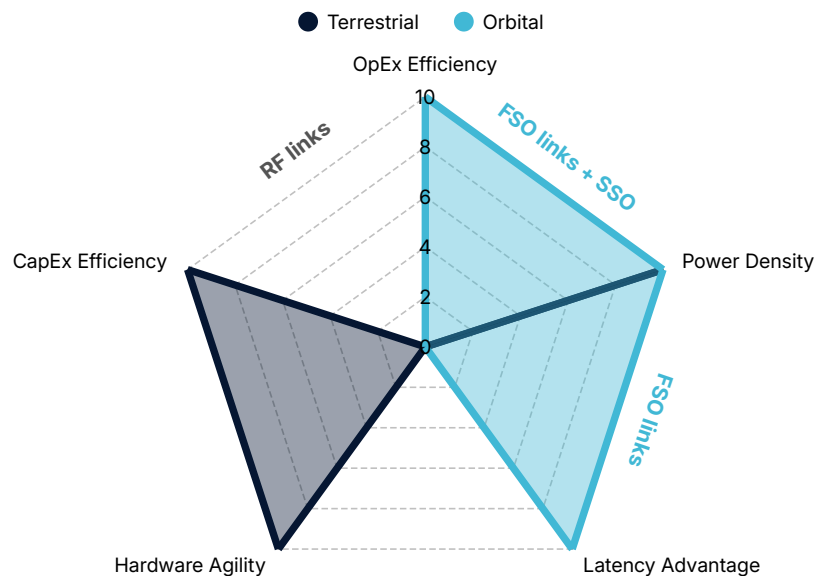 Terrestrial
Orbital
OpEx Efficiency
10
8
6
4
2
0
RF links
FSO links + SSO
CapEx Efficiency
Power Density
FSO links
Hardware Agility
Latency Advantage